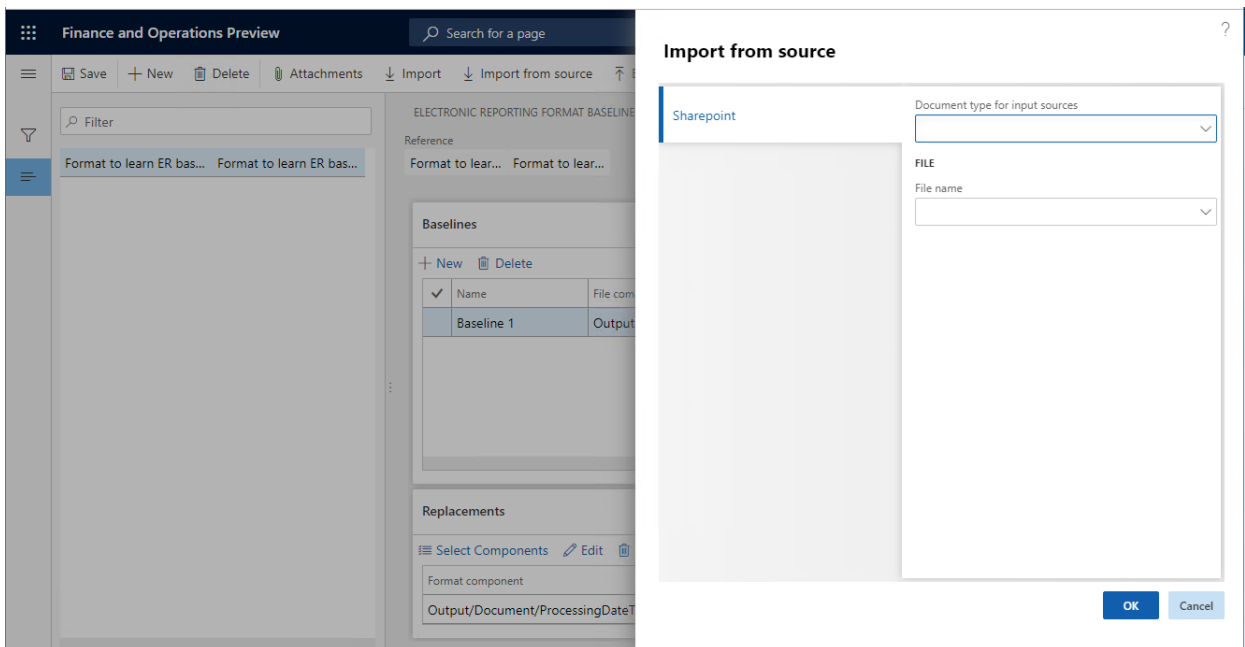 Finance and Operations Preview
Search for a page
?
Import from source
Save
New
Delete
Attachments
Import
Import from source
Filter
Format to learn ER bas... Format to learn ER bas...
ELECTRONIC REPORTING FORMAT BASELINE
Reference
Format to lear... Format to lear...
Baselines
New
Delete
Name
File com
Baseline 1
Output
Replacements
Select Components
Edit
Format component
Output/Document/ProcessingDateT
Sharepoint
Document type for input sources
FILE
File name
OK
Cancel